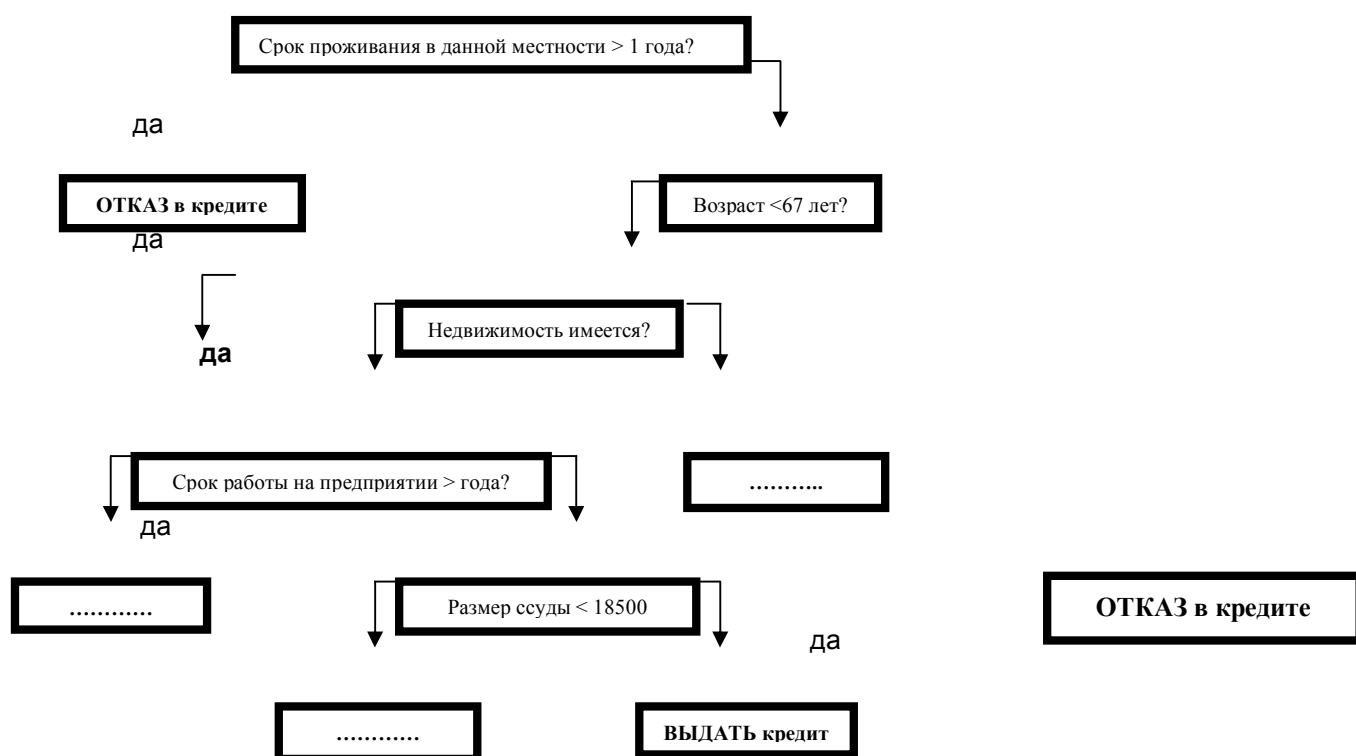 Срок проживания в данной местности > 1 года?
да
ОТКАЗ в кредите
Возраст <67 лет?
да
Недвижимость имеется?
да
Срок работы на предприятии > года?
………..
да
…………
Размер ссуды < 18500
ОТКАЗ в кредите
да
…………
ВЫДАТЬ кредит